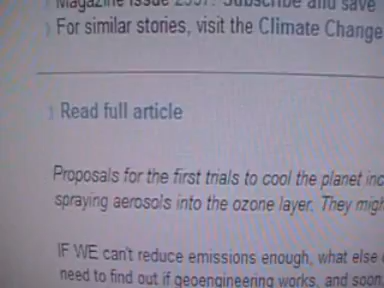 Magazine issue 2557. Subscribe and save
For similar stories, visit the Climate Change
Read full article
Proposals for the first trials to cool the planet inc
spraying aerosols into the ozone layer. They migh
IF WE can't reduce emissions enough, what else
need to find out if geoengineering works, and soon